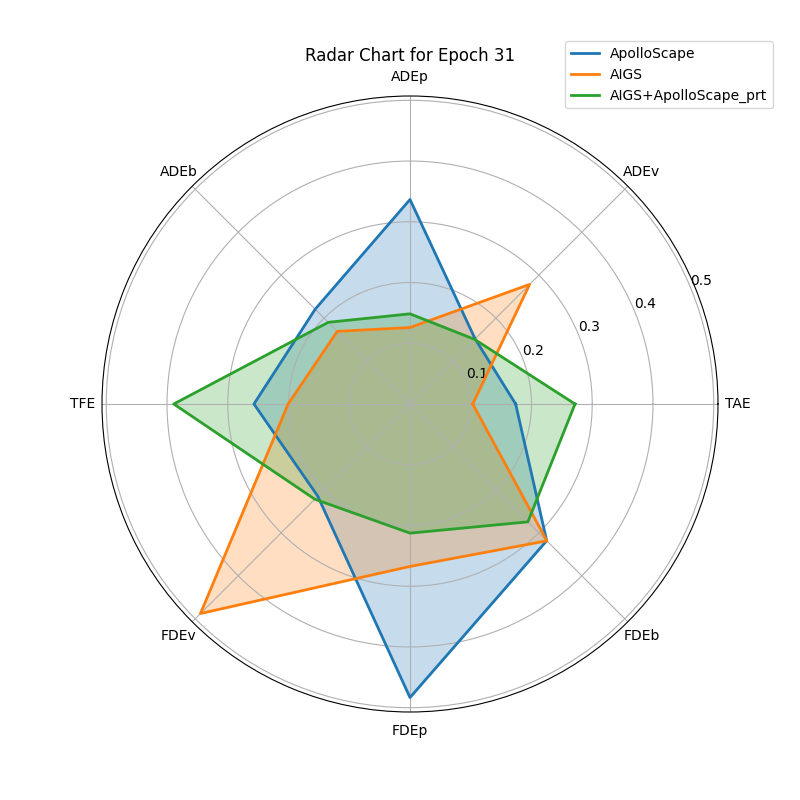 Radar Chart for Epoch 31
ApolloScape
AIGS
AIGS+ApolloScape_prt
ADEp
ADEb
ADEv
0.5
0.4
0.3
0.2
0.1
TFE
TAE
FDEv
FDEb
FDEp